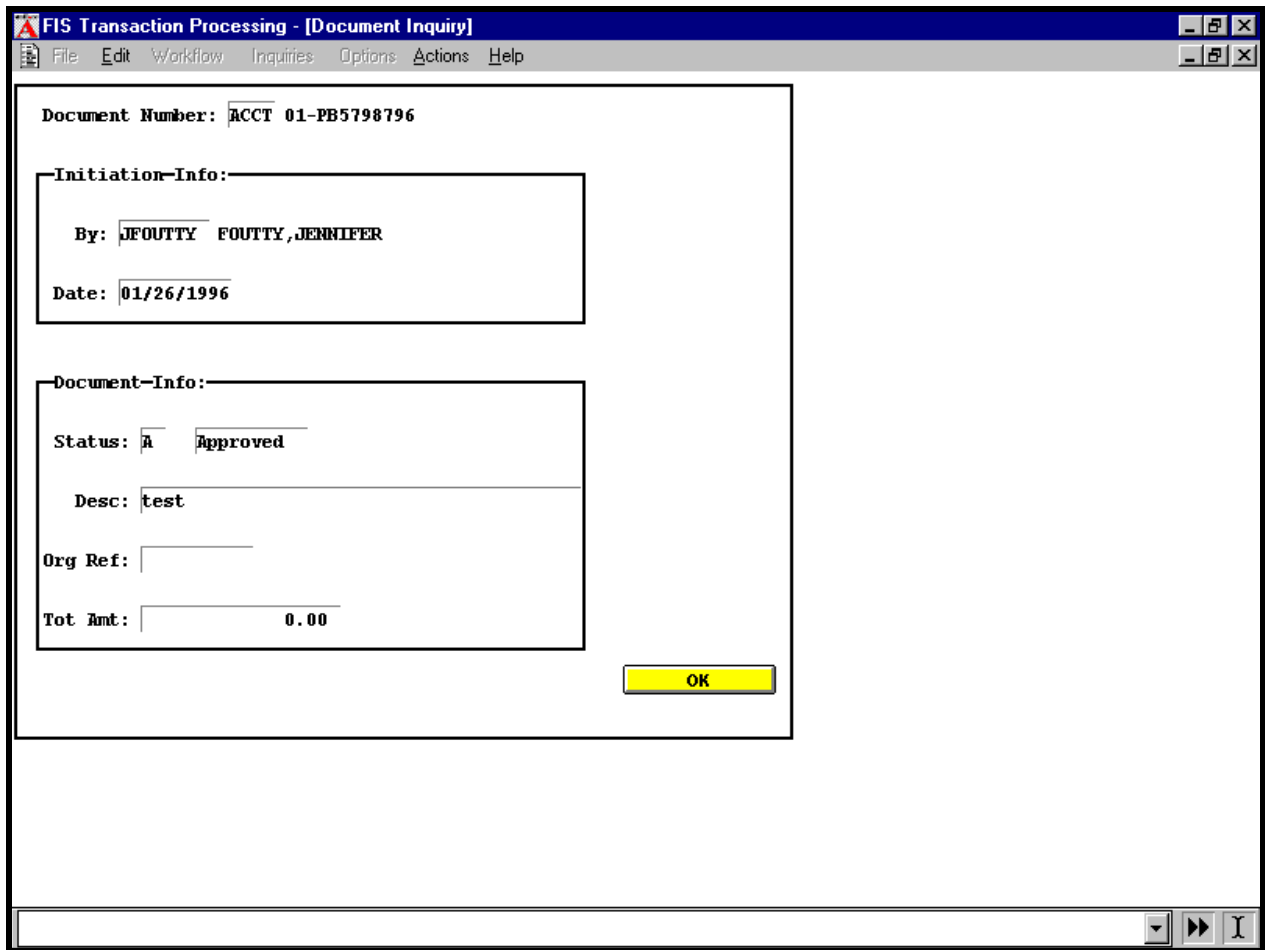 FIS Transaction Processing - [Document Inquiry]
File Edit Workflow Inquiries Options Actions Help
Document Number: ACCT 01-PB5798796
Initiation Info:
By: JFOUTTY FOUTTY,JENNIFER
Date: 01/26/1996
Document Info:
Status: A Approved
Desc: test
Org Ref:
Tot Amt: 0.00
OK